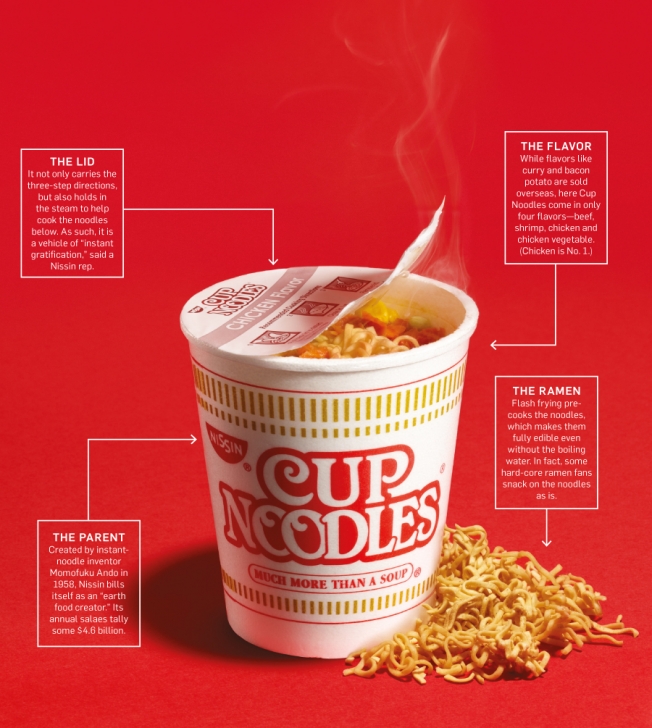 THE LID
It not only carries the
three-step directions,
but also holds in
the steam to help
cook the noodles
below. As such, it is
a vehicle of “instant
gratification,” said a
Nissin rep.
THE FLAVOR
While flavors like
curry and bacon
potato are sold
overseas, here Cup
Noodles come in only
four flavors—beef,
shrimp, chicken and
chicken vegetable.
(Chicken is No. 1.)
CUP
NOODLES
CHICKEN Flavor
THE RAMEN
Flash frying pre-
cooks the noodles,
which makes them
fully edible even
without the boiling
water. In fact, some
hard-core ramen fans
snack on the noodles
as is.
NISSIN
®
CUP
®
NOODLES
MUCH MORE THAN A SOUP ®
THE PARENT
Created by instant-
noodle inventor
Momofuku Ando in
1958, Nissin bills
itself as an “earth
food creator.” Its
annual salaes tally
some $4.6 billion.